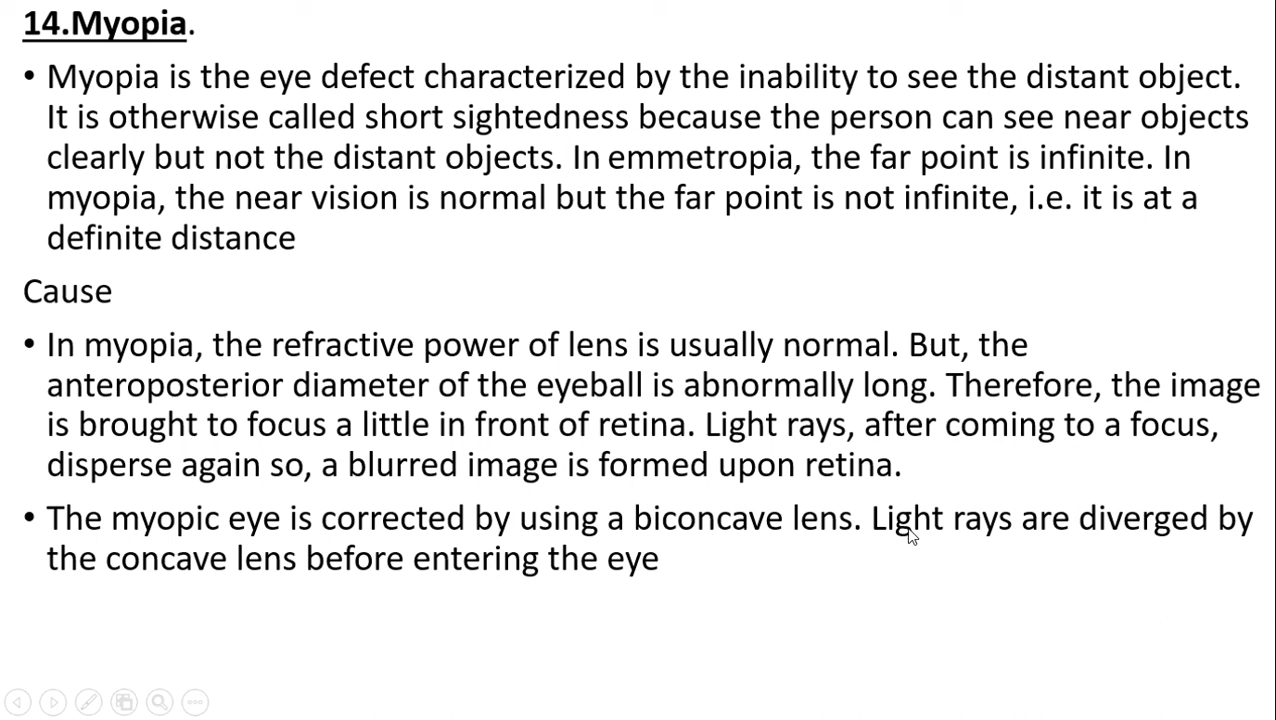 14.Myopia.
• Myopia is the eye defect characterized by the inability to see the distant object.
It is otherwise called short sightedness because the person can see near objects
clearly but not the distant objects. In emmetropia, the far point is infinite. In
myopia, the near vision is normal but the far point is not infinite, i.e. it is at a
definite distance
Cause
• In myopia, the refractive power of lens is usually normal. But, the
anteroposterior diameter of the eyeball is abnormally long. Therefore, the image
is brought to focus a little in front of retina. Light rays, after coming to a focus,
disperse again so, a blurred image is formed upon retina.
• The myopic eye is corrected by using a biconcave lens. Light rays are diverged by
the concave lens before entering the eye